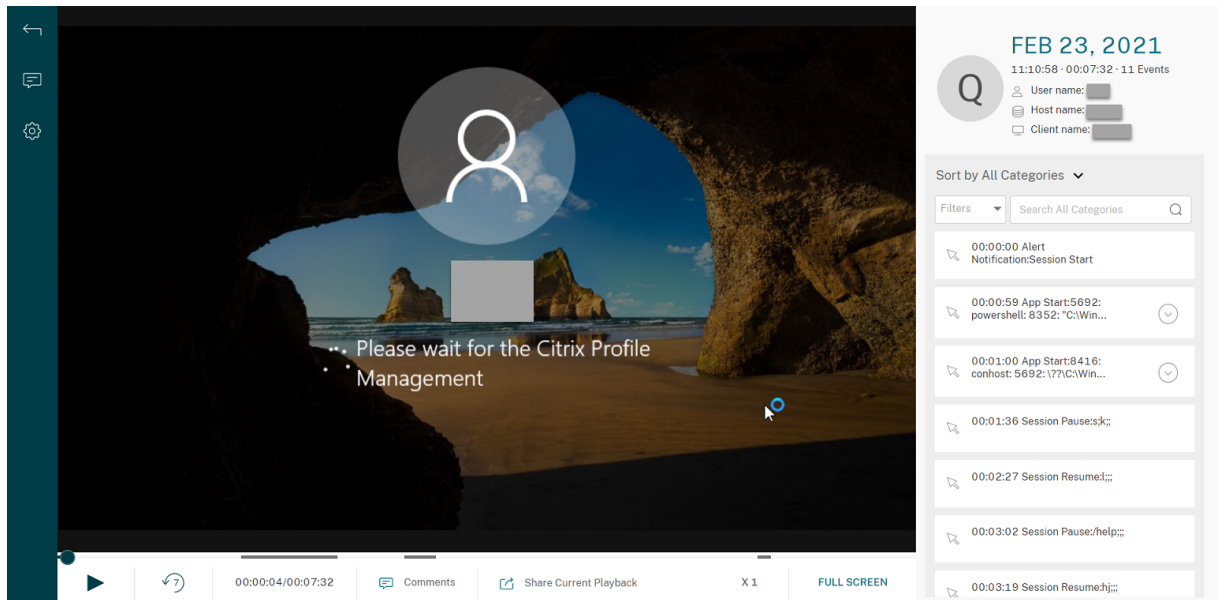 Please wait for the Citrix Profile
Management
7
00:00:04/00:07:32
Comments
Share Current Playback
X 1
FULL SCREEN
Q
FEB 23, 2021
11:10:58 · 00:07:32 · 11 Events
User name:
Host name:
Client name:
Sort by All Categories
Filters
Search All Categories
00:00:00 Alert
Notification:Session Start
00:00:59 App Start:5692:
powershell: 8352: "C:\Win...
00:01:00 App Start:8416:
conhost: 5692: \??\C:\Win...
00:01:36 Session Pause:s;k;;
00:02:27 Session Resume:l;;;
00:03:02 Session Pause:/help;;;
00:03:19 Session Resume:hj;;;